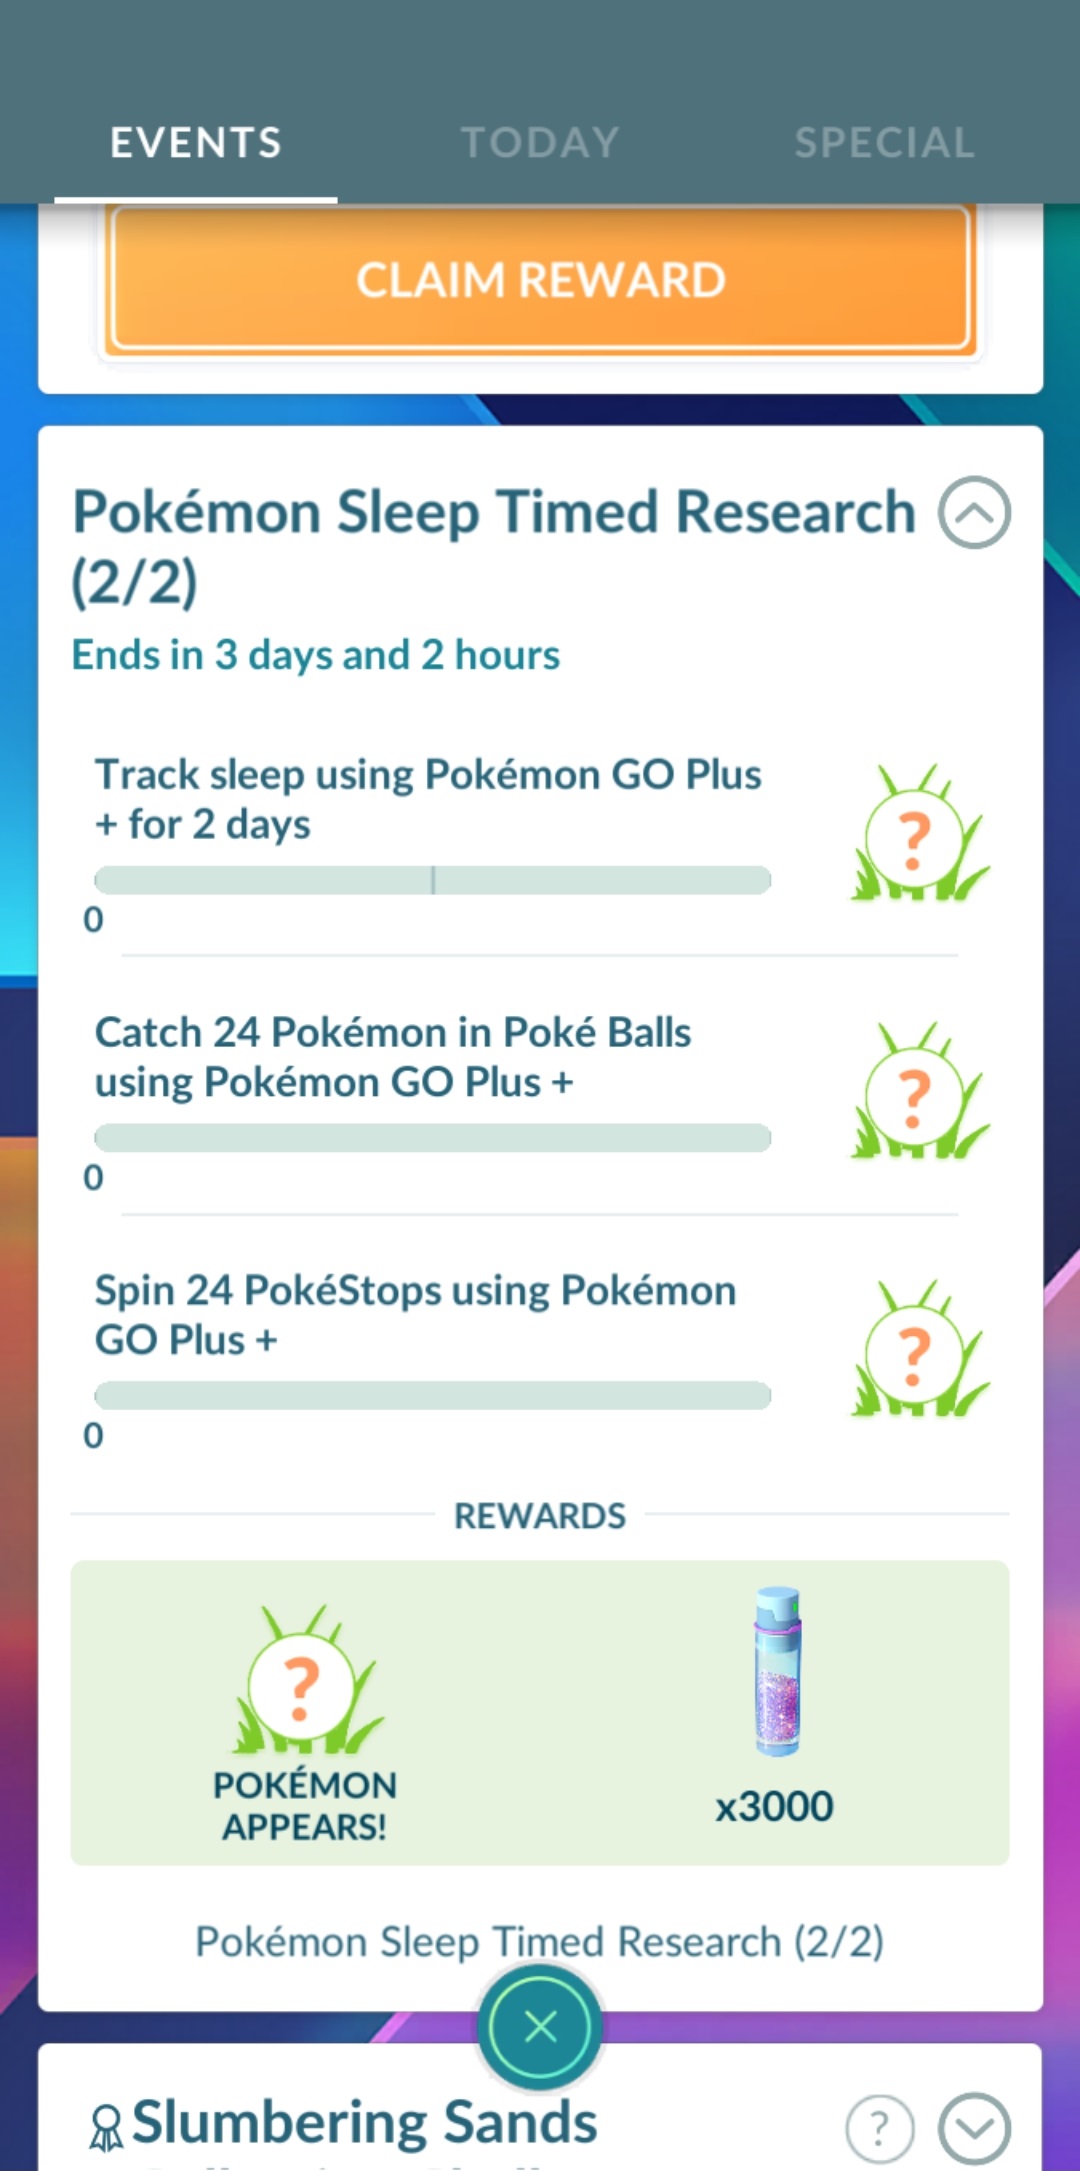 EVENTS
TODAY
SPECIAL
CLAIM REWARD
Pokémon Sleep Timed Research
(2/2)
Ends in 3 days and 2 hours
Track sleep using Pokémon GO Plus
+ for 2 days
?
0
Catch 24 Pokémon in Poké Balls
using Pokémon GO Plus +
?
0
Spin 24 PokéStops using Pokémon
GO Plus +
?
0
REWARDS
?
POKÉMON
APPEARS!
x3000
Pokémon Sleep Timed Research (2/2)
Slumbering Sands
?